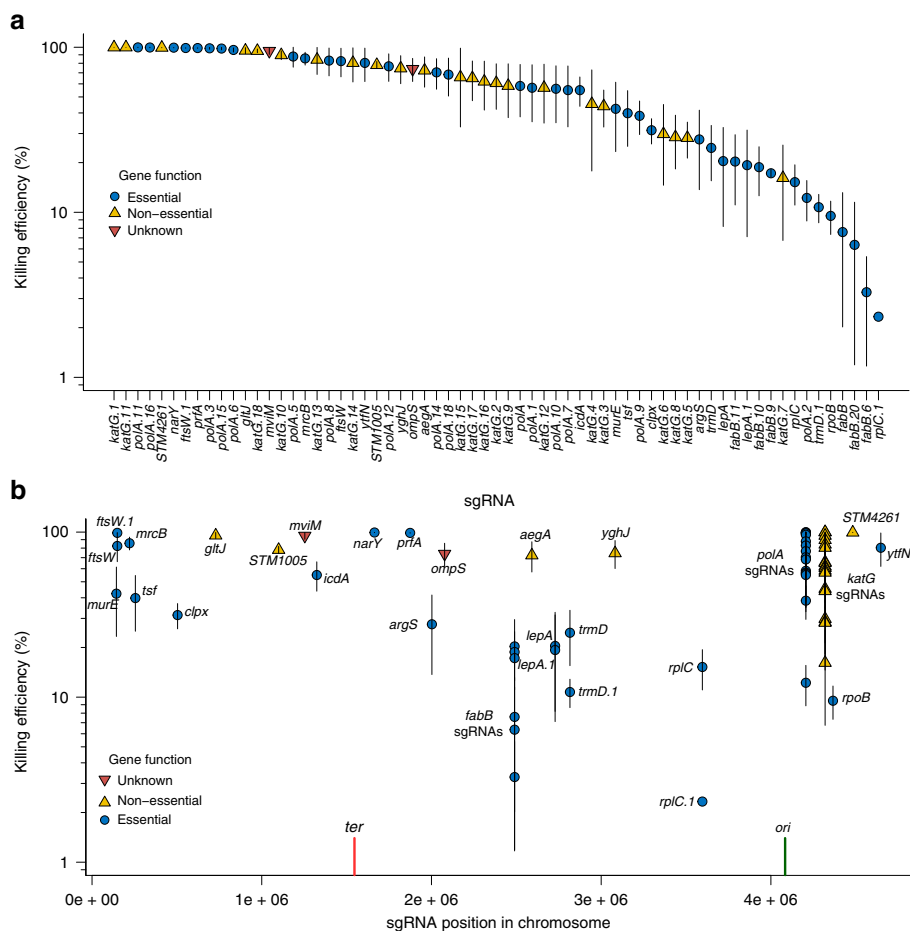 a
100
10
1
Killing efficiency (%)
Gene function
Essential
Non−essential
Unknown
katG.1
katG.11
polA.11
polA.16
STM4261
narY
ftsW.1
prfA
polA.3
polA.15
polA.6
gltJ
katG.18
mviM
katG.10
polA.5
mrcB
katG.13
polA.8
ftsW
katG.14
ytfN
STM1005
polA.12
yghJ
ompS
aegA
polA.14
polA.18
katG.15
katG.17
katG.16
katG.2
katG.9
polA
polA.1
katG.12
polA.10
polA.7
icdA
katG.4
katG.3
murE
tsf
polA.9
clpx
katG.6
katG.8
katG.5
argS
trmD
lepA
fabB.11
lepA.1
fabB.10
fabB.9
katG.7
rplC
polA.2
trmD.1
rpoB
fabB
fabB.20
fabB.6
rplC.1
sgRNA
b
100
10
1
Killing efficiency (%)
ftsW.1
mrcB
ftsW
murE
tsf
clpx
gltJ
STM1005
mviM
icdA
narY
prfA
ompS
argS
aegA
yghJ
lepA
lepA.1
trmD
trmD.1
fabB
sgRNAs
rplC
rplC.1
polA
sgRNAs
katG
sgRNAs
STM4261
ytfN
rpoB
Gene function
Unknown
Non−essential
Essential
ter
ori
0e + 00
1e + 06
2e + 06
3e + 06
4e + 06
sgRNA position in chromosome